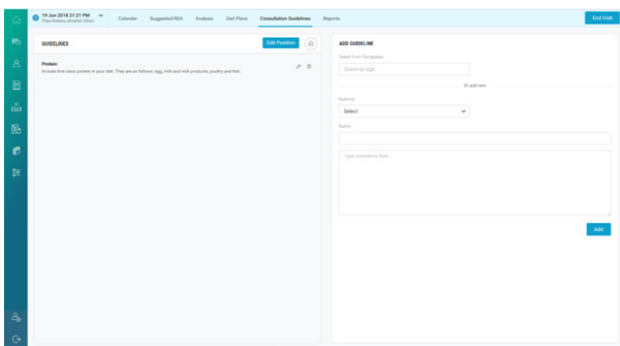 19 Jun 2018 21:21 PM
Calendar
Suggested RDA
Analysis
Diet Plans
Consultation Guidelines
Reports
End Visit
GUIDELINES
Edit Position
Protein
Include first class protein in your diet. They are as follows: egg, milk and milk products, poultry and fish.
ADD GUIDELINE
Select From Templates
Search by tags
Or add new
Nutrient
Select
Name
Type comments here
Add